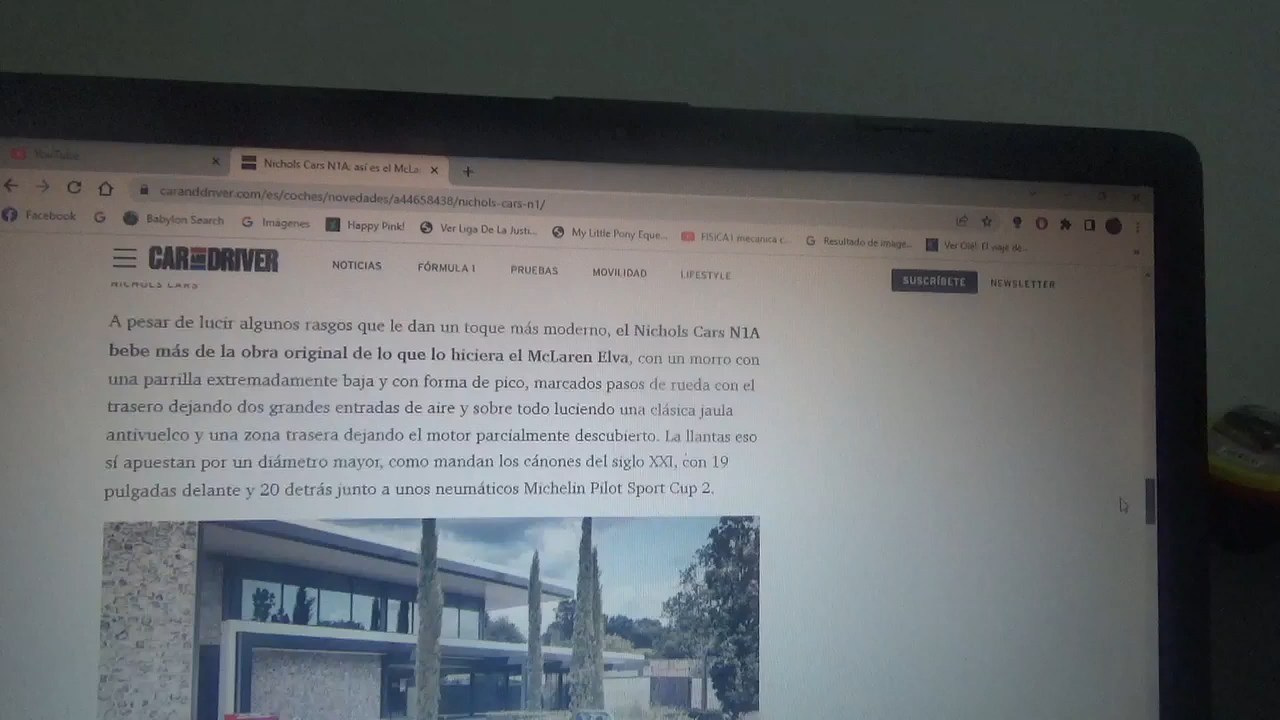 YouTube
Nichols Cars N1A: así es el McLa
caranddriver.com/es/coches/novedades/a44658438/nichols-cars-n1/
Facebook
Babylon Search
Imágenes
Happy Pink!
Ver Liga De La Justi...
My Little Pony Eque...
FISICA I mecanica c...
Resultado de image...
Ver Olé! El viaje de...
CAR AND DRIVER
NOTICIAS
FÓRMULA 1
PRUEBAS
MOVILIDAD
LIFESTYLE
SUSCRÍBETE
NEWSLETTER
NICHOLS CARS
A pesar de lucir algunos rasgos que le dan un toque más moderno, el Nichols Cars N1A
bebe más de la obra original de lo que lo hiciera el McLaren Elva, con un morro con
una parrilla extremadamente baja y con forma de pico, marcados pasos de rueda con el
trasero dejando dos grandes entradas de aire y sobre todo luciendo una clásica jaula
antivuelco y una zona trasera dejando el motor parcialmente descubierto. La llantas eso
sí apuestan por un diámetro mayor, como mandan los cánones del siglo XXI, con 19
pulgadas delante y 20 detrás junto a unos neumáticos Michelin Pilot Sport Cup 2.